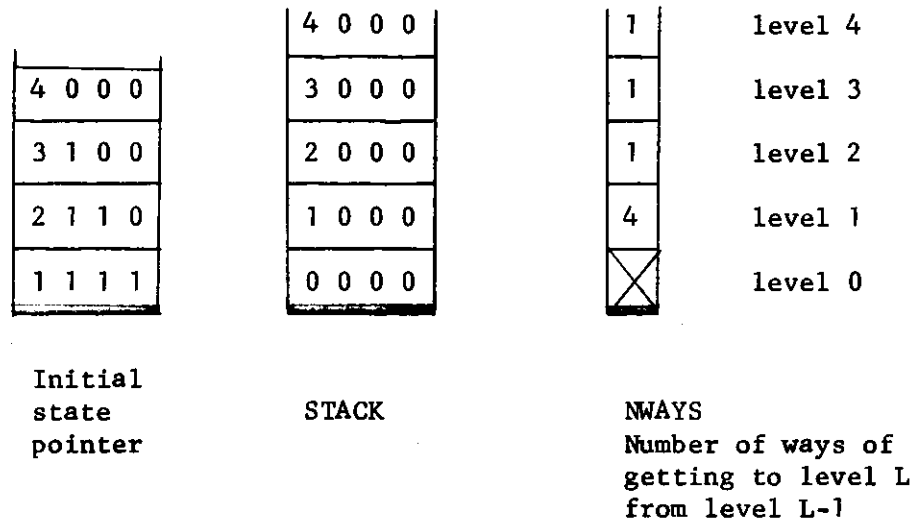 4 0 0 0 1 level 4
4 0 0 0 3 0 0 0 1 level 3
3 1 0 0 2 0 0 0 1 level 2
2 1 1 0 1 0 0 0 4 level 1
1 1 1 1 0 0 0 0 level 0
Initial
state
pointer
STACK
NWAYS
Number of ways of
getting to level L
from level L-1